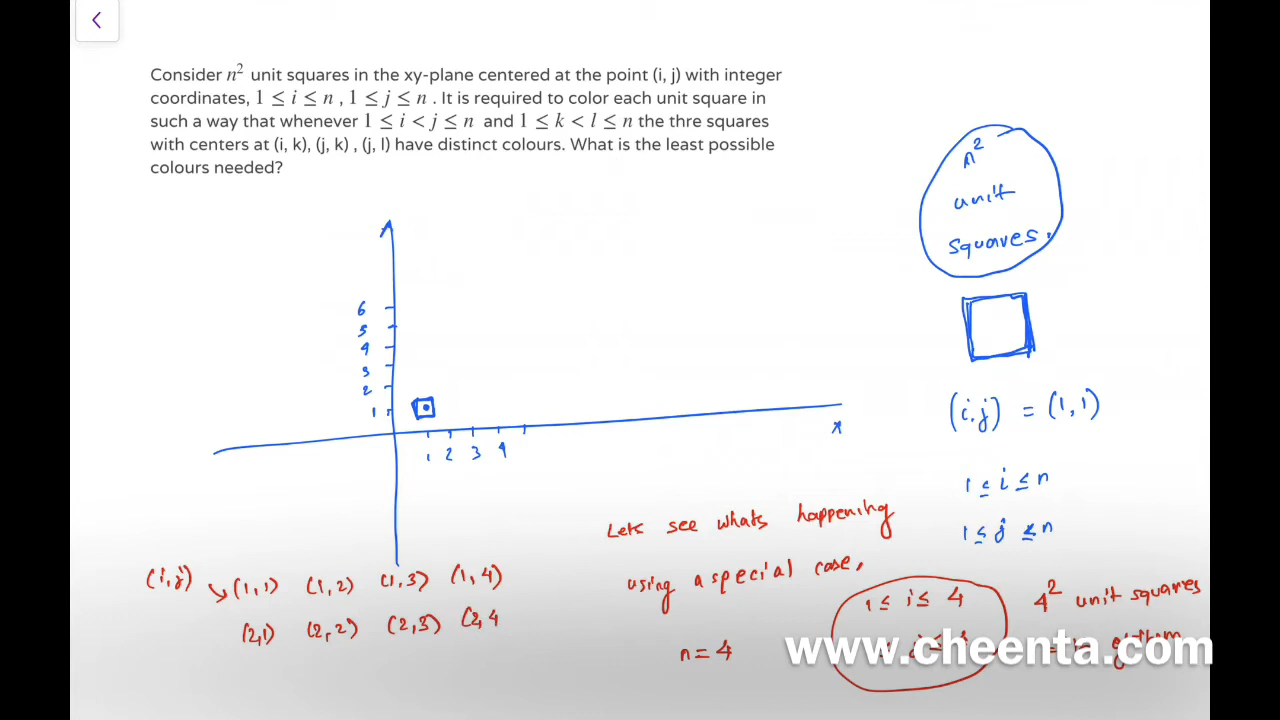 Consider n² unit squares in the xy-plane centered at the point (i, j) with integer
coordinates, 1 ≤ i ≤ n , 1 ≤ j ≤ n . It is required to color each unit square in
such a way that whenever 1 ≤ i < j ≤ n and 1 ≤ k < l ≤ n the thre squares
with centers at (i, k), (j, k) , (j, l) have distinct colours. What is the least possible
colours needed?
n²
unit
squares.
6
5
4
3
2
1
1 2 3 4
x
(i,j) = (1,1)
1 ≤ i ≤ n
1 ≤ j ≤ n
Lets see whats happening
using a special case,
n = 4
1 ≤ i ≤ 4
4² unit squares
(i,j) → (1,1) (1,2) (1,3) (1,4)
(2,1) (2,2) (2,3) (2,4
www.cheenta.com